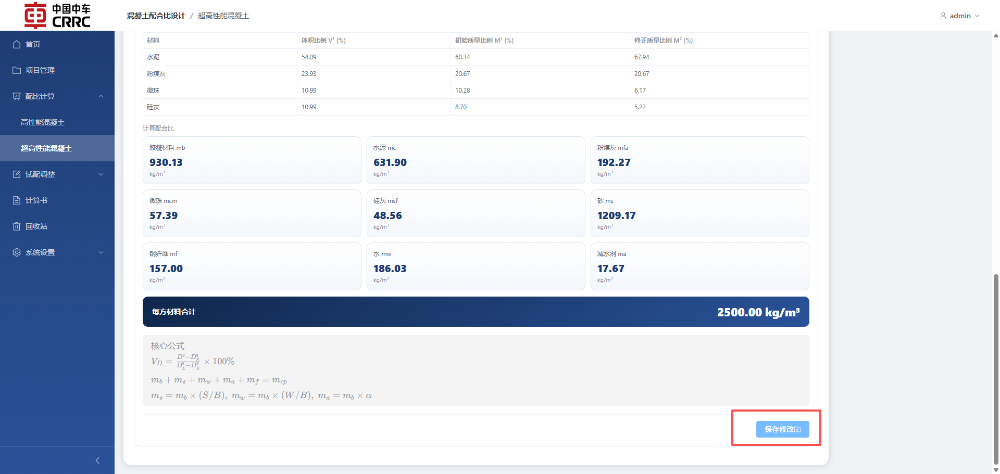 中国中车
CRRC
混凝土配合比设计 / 超高性能混凝土
admin
首页
项目管理
配比计算
高性能混凝土
超高性能混凝土
试配调整
计算书
回收站
系统设置
材料 体积比例 V¹ (%) 初始质量比例 M¹ (%) 修正质量比例 M² (%)
水泥 54.09 60.34 67.94
粉煤灰 23.93 20.67 20.67
微珠 10.99 10.28 6.17
硅灰 10.99 8.70 5.22
计算配合比
胶凝材料 mb
930.13
kg/m³
水泥 mc
631.90
kg/m³
粉煤灰 mfa
192.27
kg/m³
微珠 mcm
57.39
kg/m³
硅灰 msf
48.56
kg/m³
砂 ms
1209.17
kg/m³
钢纤维 mf
157.00
kg/m³
水 mw
186.03
kg/m³
减水剂 ma
17.67
kg/m³
每方材料合计 2500.00 kg/m³
核心公式
V_D = \frac{D^q - D_S^q}{D_L^q - D_S^q} × 100%
m_b + m_s + m_w + m_a + m_f = m_{cp}
m_s = m_b × (S/B), m_w = m_b × (W/B), m_a = m_b × α
保存修改